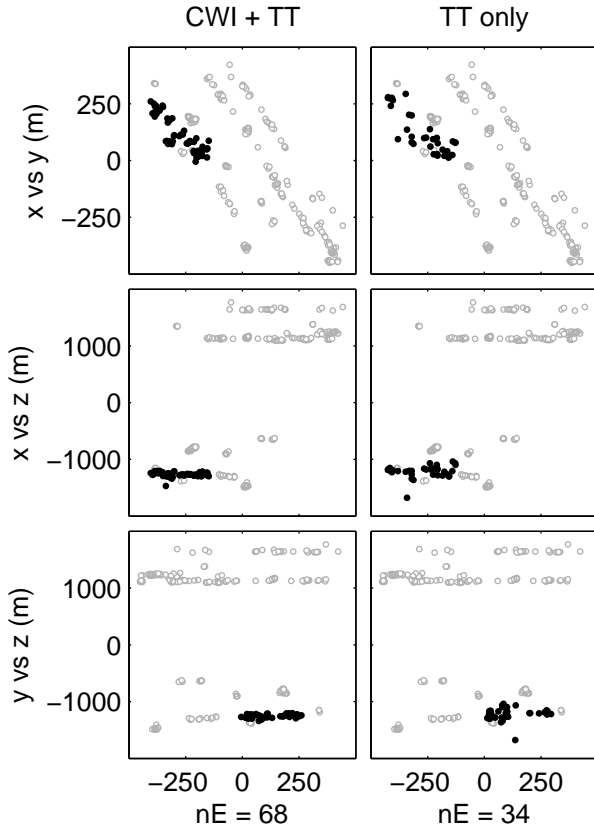 CWI + TT
TT only
x vs y (m)
250
0
−250
x vs z (m)
1000
0
−1000
y vs z (m)
1000
0
−1000
−250 0 250
−250 0 250
nE = 68
nE = 34